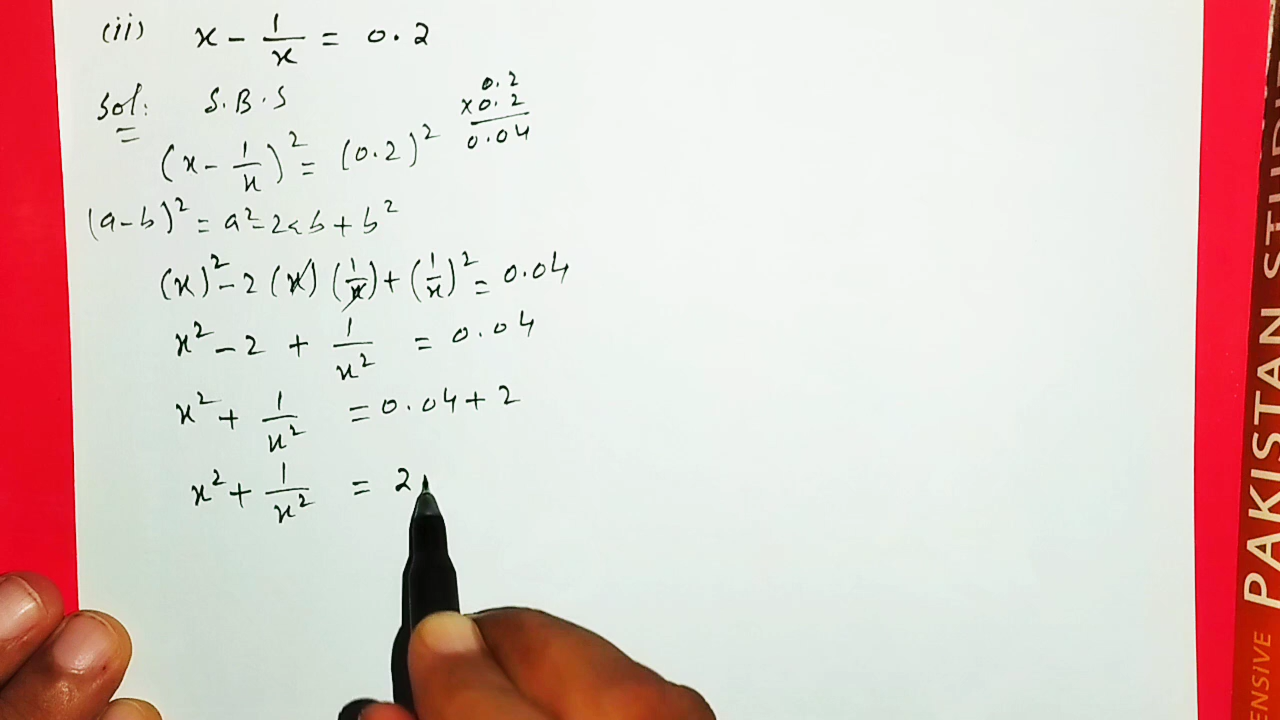 (ii) x - 1/x = 0.2
Sol: S.B.S
0.2
x0.2
0.04
(x - 1/x)² = (0.2)²
(a-b)² = a²-2ab+b²
(x)² - 2(x)(1/x) + (1/x)² = 0.04
x² - 2 + 1/x² = 0.04
x² + 1/x² = 0.04 + 2
x² + 1/x² = 2
PAKISTAN STUDIE
ENSIVE